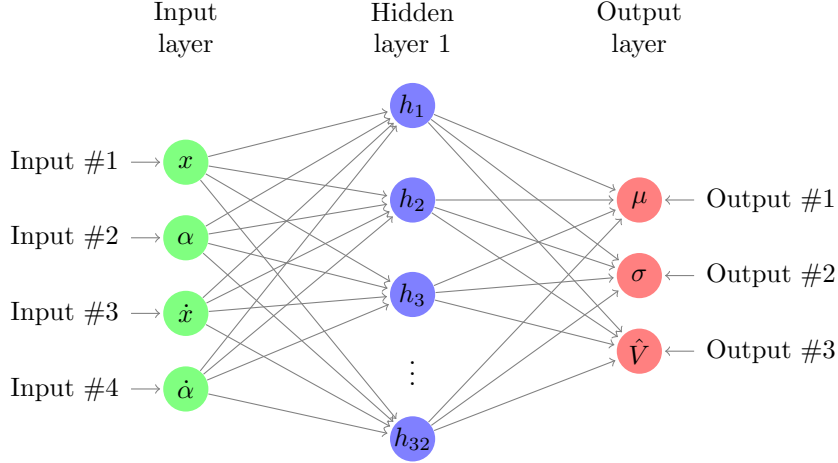 Input
layer
Hidden
layer 1
Output
layer
Input #1
x
Input #2
α
Input #3
ẋ
Input #4
α̇
h₁
h₂
h₃
⋮
h₃₂
μ
Output #1
σ
Output #2
V̂
Output #3